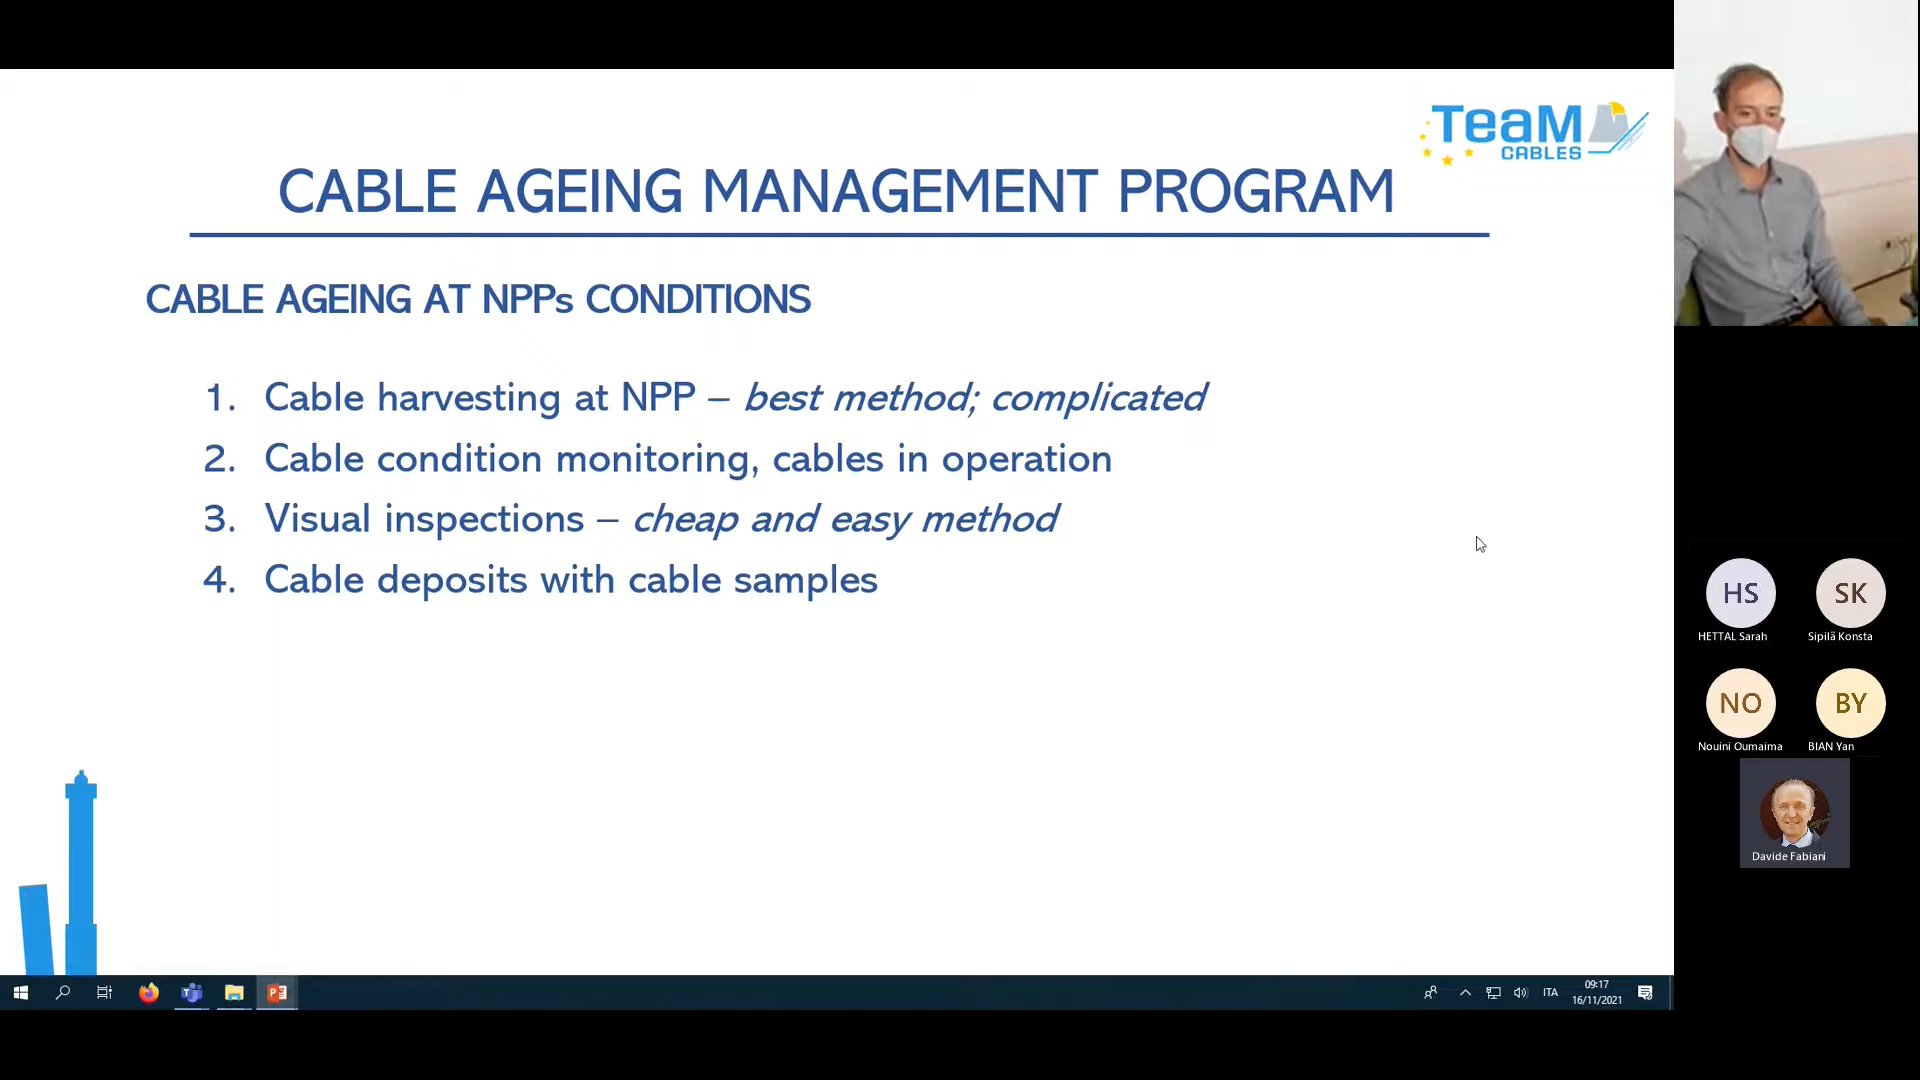 TeaM
CABLES
CABLE AGEING MANAGEMENT PROGRAM
CABLE AGEING AT NPPs CONDITIONS
1. Cable harvesting at NPP – best method; complicated
2. Cable condition monitoring, cables in operation
3. Visual inspections – cheap and easy method
4. Cable deposits with cable samples
HS
HETTAL Sarah
SK
Sipilä Konsta
NO
Nouini Oumaima
BY
BIAN Yan
Davide Fabiani
ITA
09:17
16/11/2021